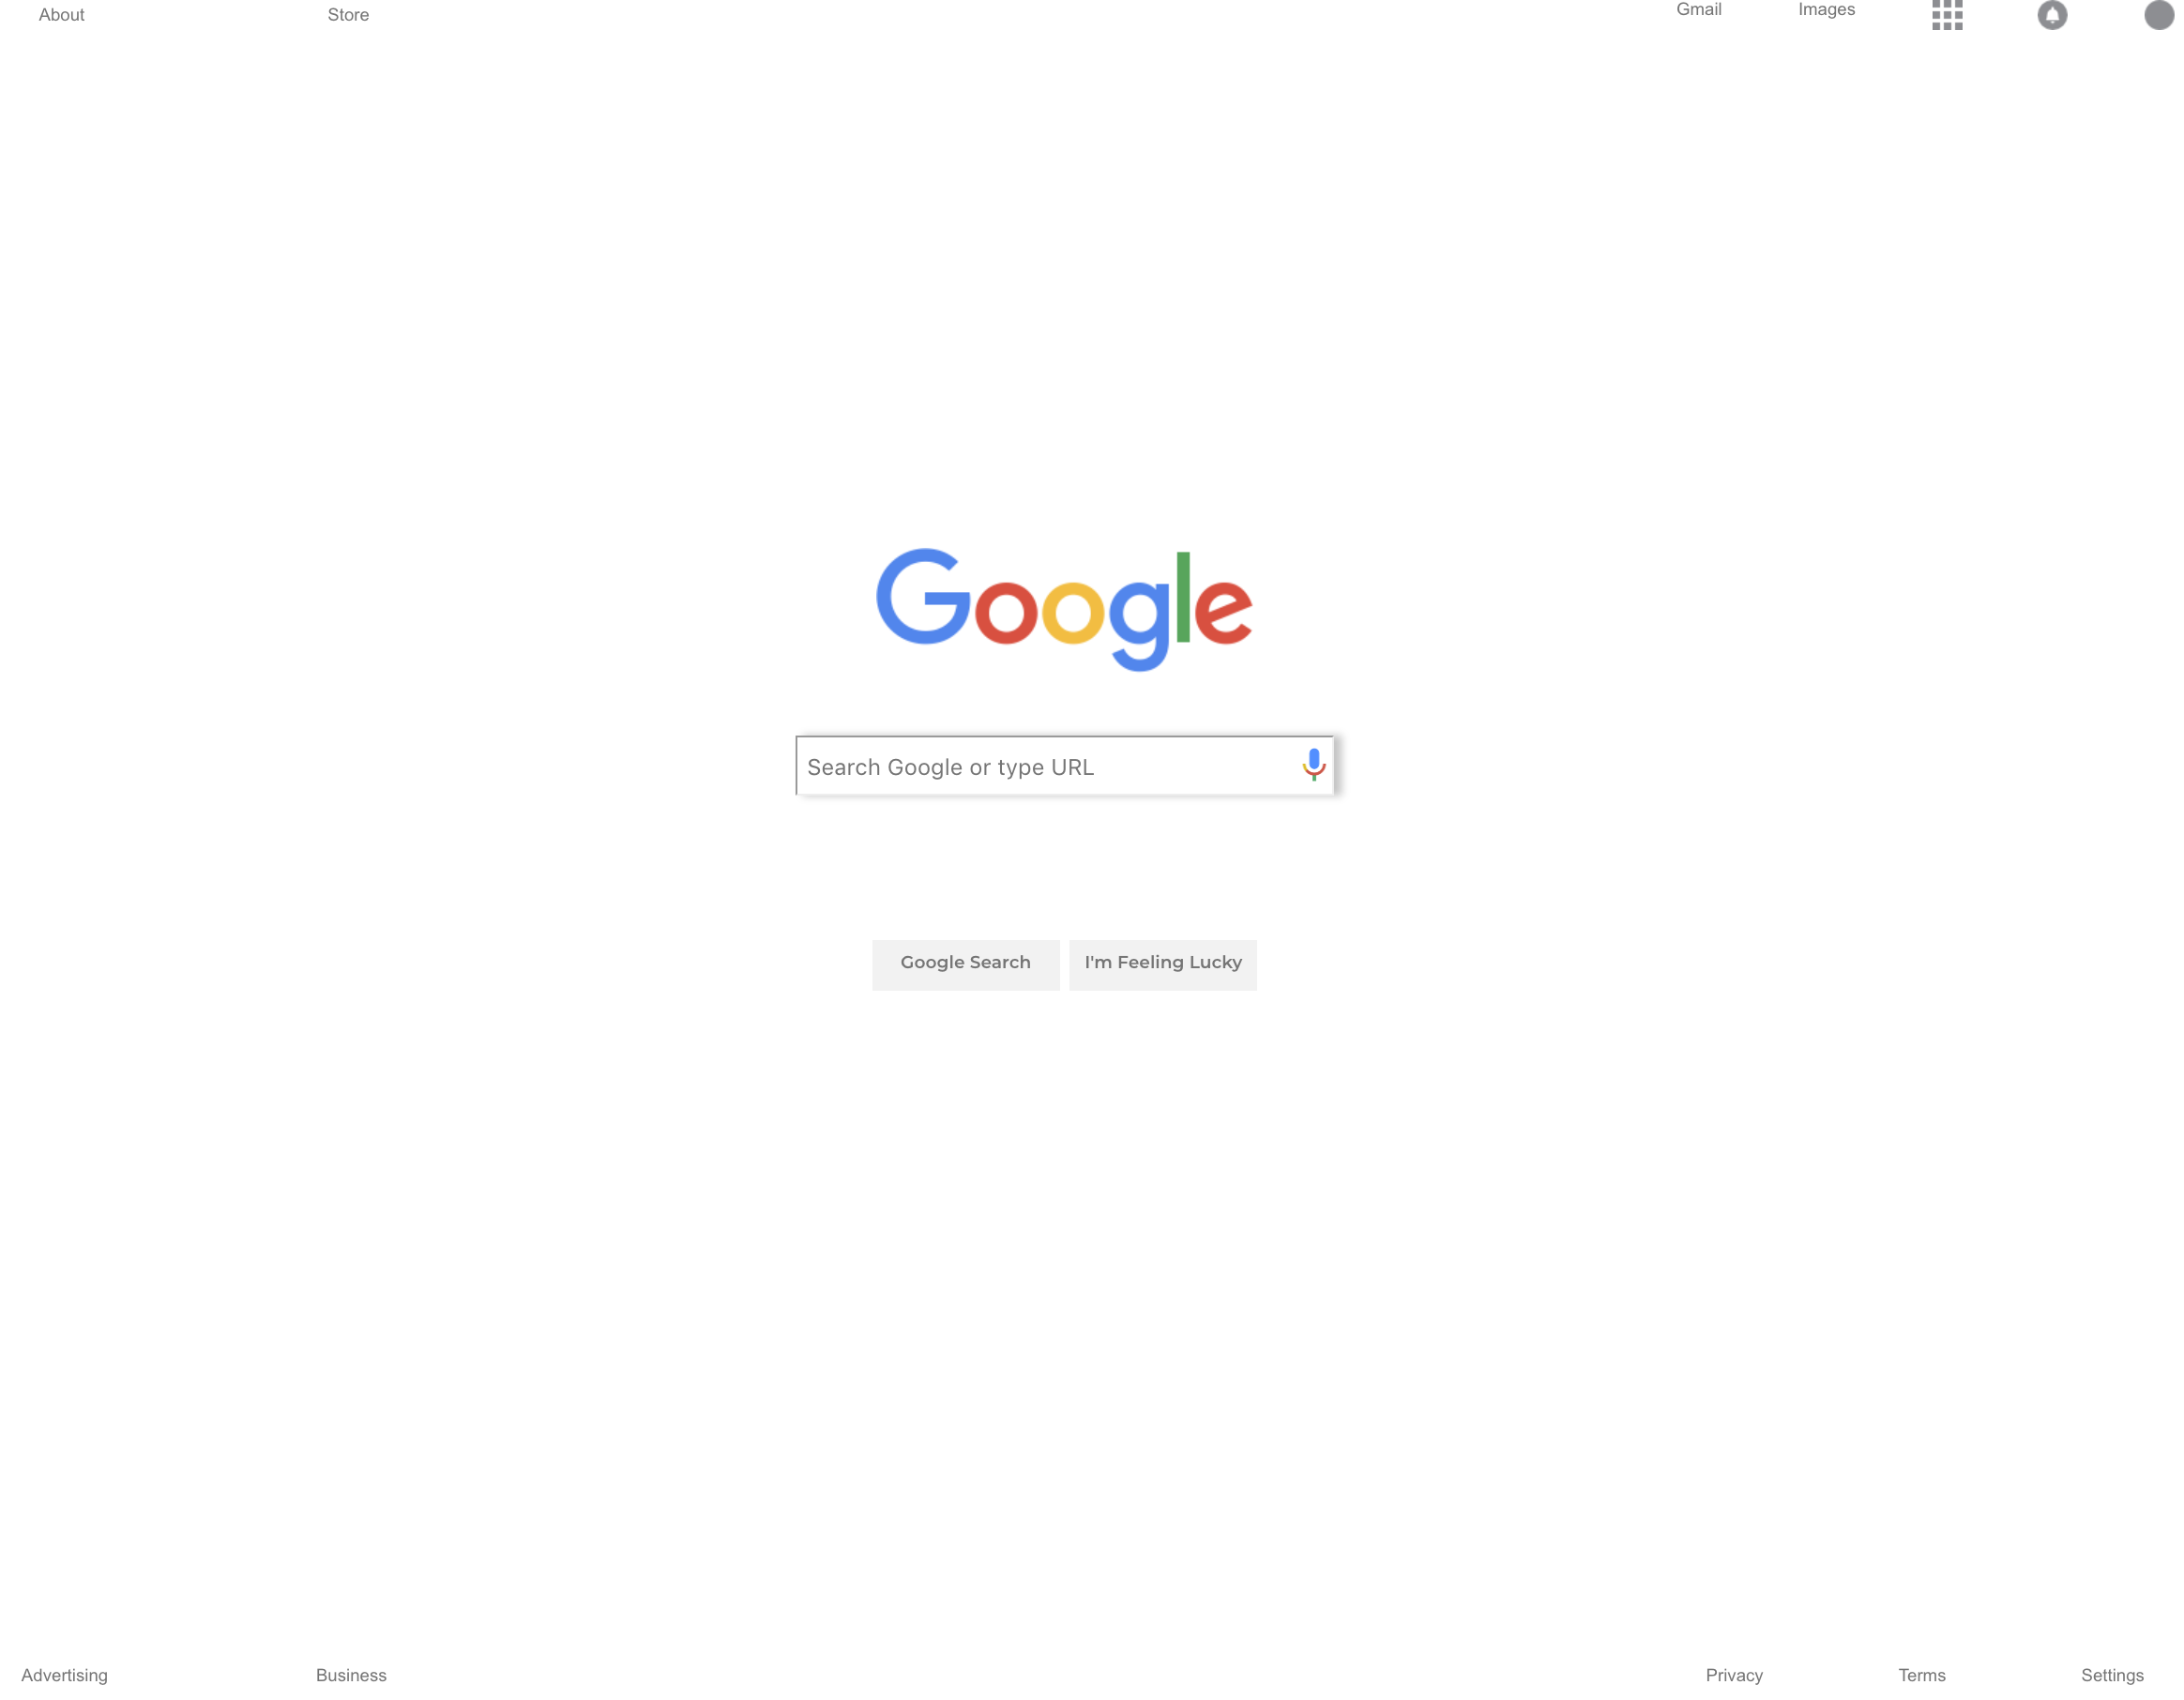 About Store Gmail Images
Google
Search Google or type URL
Google Search I'm Feeling Lucky
Advertising Business Privacy Terms Settings